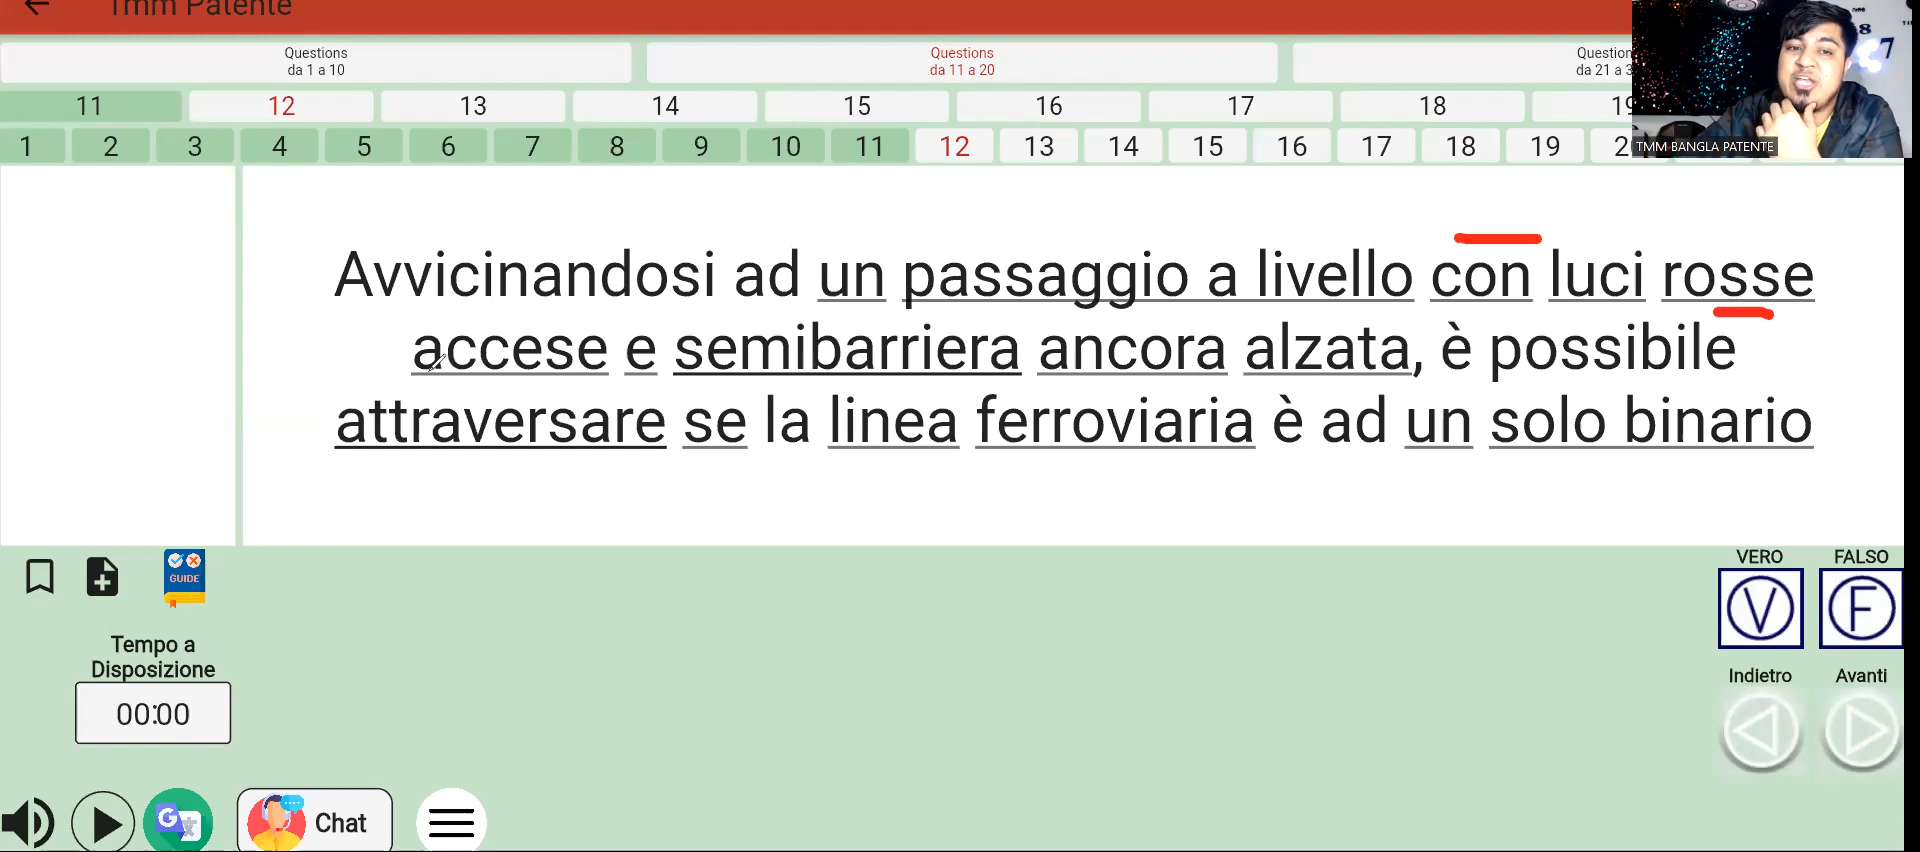 Tmm Patente
Questions
da 1 a 10
Questions
da 11 a 20
da 21 a
11 12 13 14 15 16 17 18
1 2 3 4 5 6 7 8 9 10 11 12 13 14 15 16 17 18 19
TMM BANGLA PATENTE
Avvicinandosi ad un passaggio a livello con luci rosse
accese e semibarriera ancora alzata, è possibile
attraversare se la linea ferroviaria è ad un solo binario
GUIDE
VERO FALSO
V F
Tempo a
Disposizione
00:00
Indietro Avanti
G
Chat